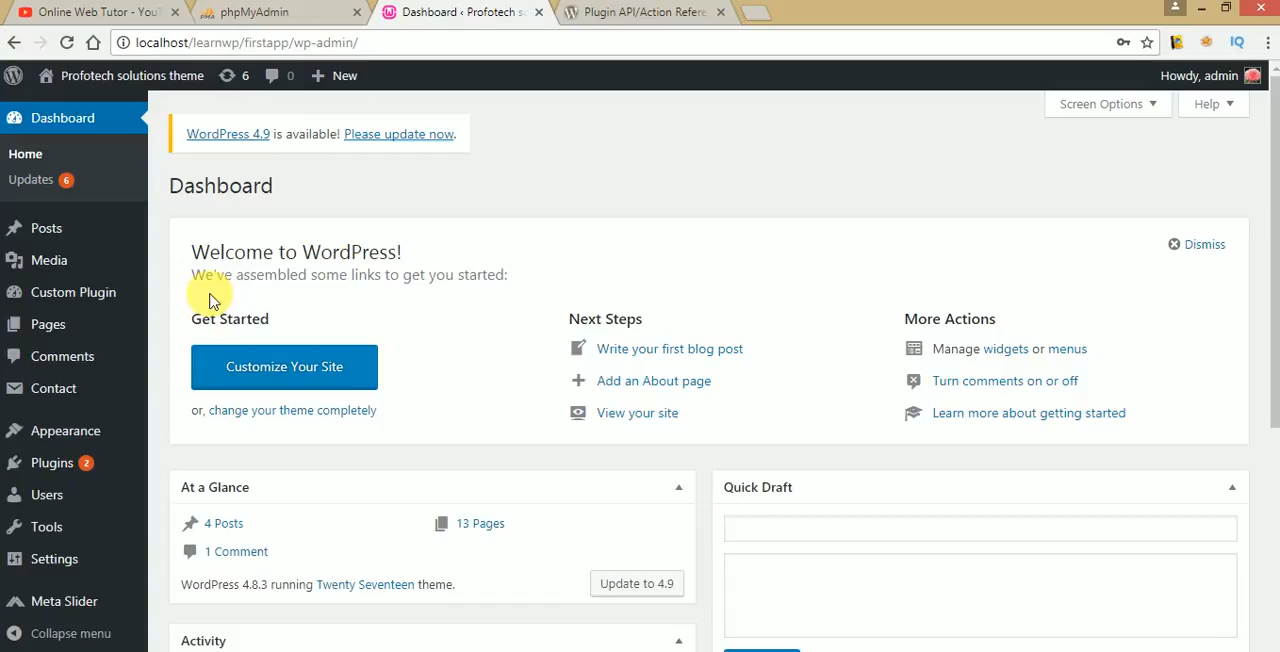 Online Web Tutor - You
phpMyAdmin
Dashboard ‹ Profotech s
Plugin API/Action Refere
localhost/learnwp/firstapp/wp-admin/
IQ
Profotech solutions theme
6
0
New
Howdy, admin
Dashboard
Home
Updates 6
Posts
Media
Custom Plugin
Pages
Comments
Contact
Appearance
Plugins 2
Users
Tools
Settings
Meta Slider
Collapse menu
Screen Options
Help
WordPress 4.9 is available! Please update now.
Dashboard
Welcome to WordPress!
Dismiss
We've assembled some links to get you started:
Get Started
Customize Your Site
or, change your theme completely
Next Steps
Write your first blog post
Add an About page
View your site
More Actions
Manage widgets or menus
Turn comments on or off
Learn more about getting started
At a Glance
4 Posts
13 Pages
1 Comment
WordPress 4.8.3 running Twenty Seventeen theme.
Update to 4.9
Activity
Quick Draft